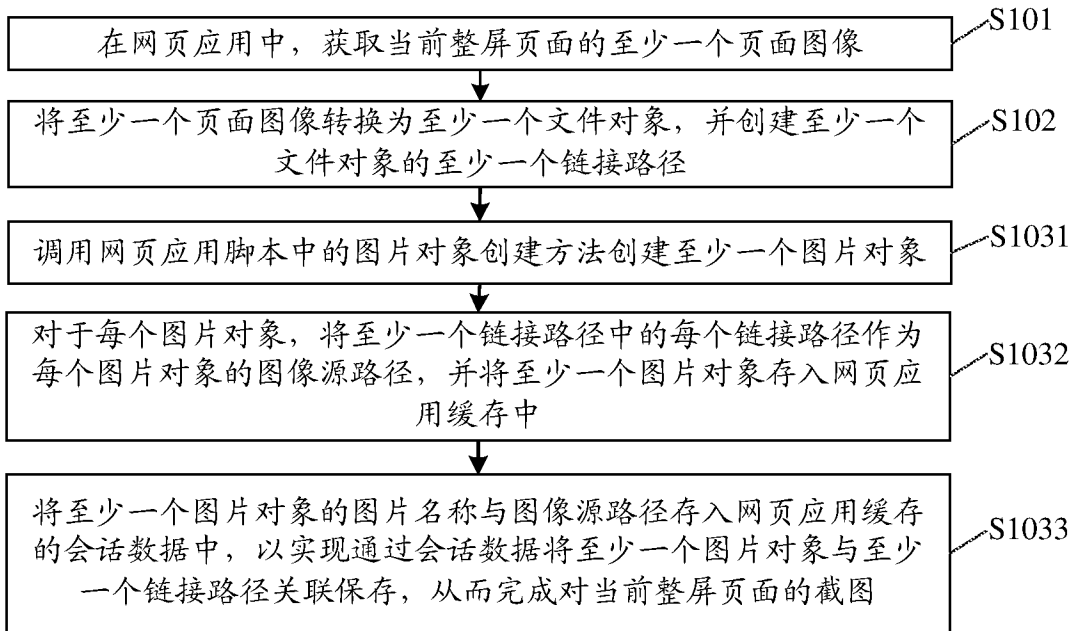 在网页应用中，获取当前整屏页面的至少一个页面图像
S101
将至少一个页面图像转换为至少一个文件对象，并创建至少一个
文件对象的至少一个链接路径
S102
调用网页应用脚本中的图片对象创建方法创建至少一个图片对象
S1031
对于每个图片对象，将至少一个链接路径中的每个链接路径作为
每个图片对象的图像源路径，并将至少一个图片对象存入网页应
用缓存中
S1032
将至少一个图片对象的图片名称与图像源路径存入网页应用缓存
的会话数据中，以实现通过会话数据将至少一个图片对象与至少
一个链接路径关联保存，从而完成对当前整屏页面的截图
S1033